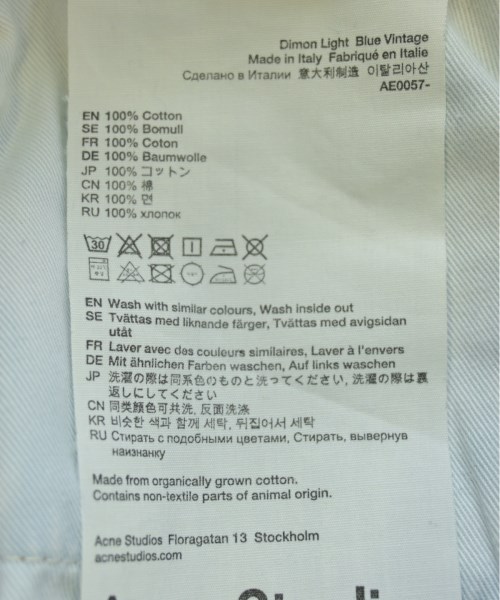 Dimon Light Blue Vintage
Made in Italy Fabriqué en Italie
Сделано в Италии 意大利制造 이탈리아산
AE0057-
EN 100% Cotton
SE 100% Bomull
FR 100% Coton
DE 100% Baumwolle
JP 100% コットン
CN 100% 棉
KR 100% 면
RU 100% хлопок
30
EN Wash with similar colours, Wash inside out
SE Tvättas med liknande färger, Tvättas med avigsidan
utåt
FR Laver avec das couleurs similaires, Laver à l'envers
DE Mit ähnlichen Farben waschen, Auf links waschen
JP 洗濯の際は同系色のものと洗ってください, 洗濯の際は裏
返しにしてください
CN 同类顔色可共洗, 反面洗涤
KR 비슷한 색과 함께 세탁, 뒤집어서 세탁
RU Стирать с подобными цветами, Стирать, вывернув
наизнанку
Made from organically grown cotton.
Contains non-textile parts of animal origin.
Acne Studios Floragatan 13 Stockholm
acnestudios.com